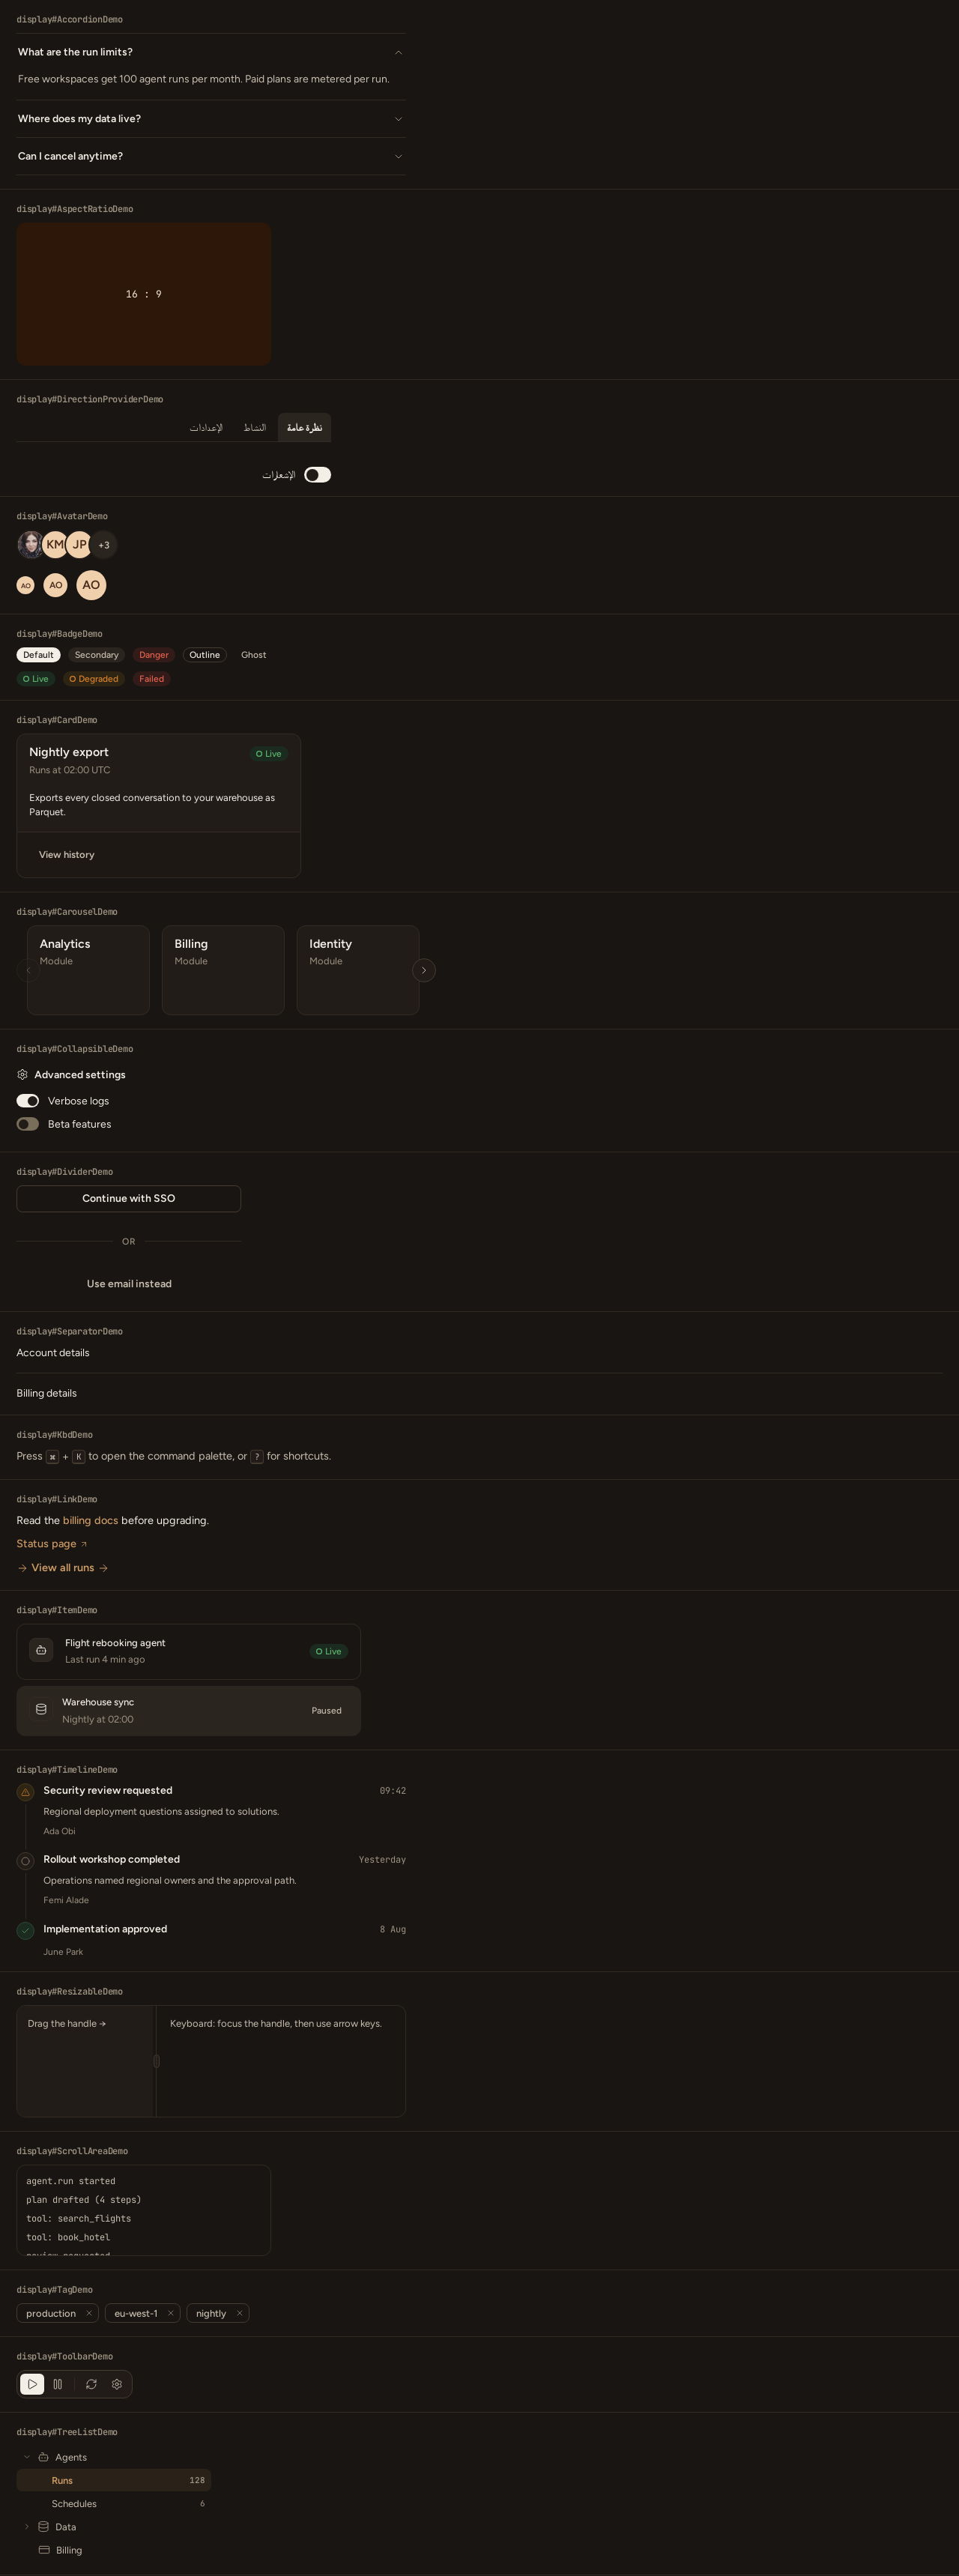 display#AccordionDemo
What are the run limits?
Free workspaces get 100 agent runs per month. Paid plans are metered per run.
Where does my data live?
Can I cancel anytime?
display#AspectRatioDemo
16 : 9
display#DirectionProviderDemo
نظرة عامة
النشاط
الإعدادات
الإشعارات
display#AvatarDemo
KM JP +3
AO AO AO
display#BadgeDemo
Default Secondary Danger Outline Ghost
Live Degraded Failed
display#CardDemo
Nightly export
Live
Runs at 02:00 UTC
Exports every closed conversation to your warehouse as
Parquet.
View history
display#CarouselDemo
Analytics Billing Identity
Module Module Module
display#CollapsibleDemo
Advanced settings
Verbose logs
Beta features
display#DividerDemo
Continue with SSO
OR
Use email instead
display#SeparatorDemo
Account details
Billing details
display#KbdDemo
Press ⌘ + K to open the command palette, or ? for shortcuts.
display#LinkDemo
Read the billing docs before upgrading.
Status page ↗
→ View all runs →
display#ItemDemo
Flight rebooking agent
Last run 4 min ago
Live
Warehouse sync
Nightly at 02:00
Paused
display#TimelineDemo
Security review requested 09:42
Regional deployment questions assigned to solutions.
Ada Obi
Rollout workshop completed Yesterday
Operations named regional owners and the approval path.
Femi Alade
Implementation approved 8 Aug
June Park
display#ResizableDemo
Drag the handle → Keyboard: focus the handle, then use arrow keys.
display#ScrollAreaDemo
agent.run started
plan drafted (4 steps)
tool: search_flights
tool: book_hotel
display#TagDemo
production eu-west-1 nightly
display#ToolbarDemo
display#TreeListDemo
Agents
Runs 128
Schedules 6
Data
Billing